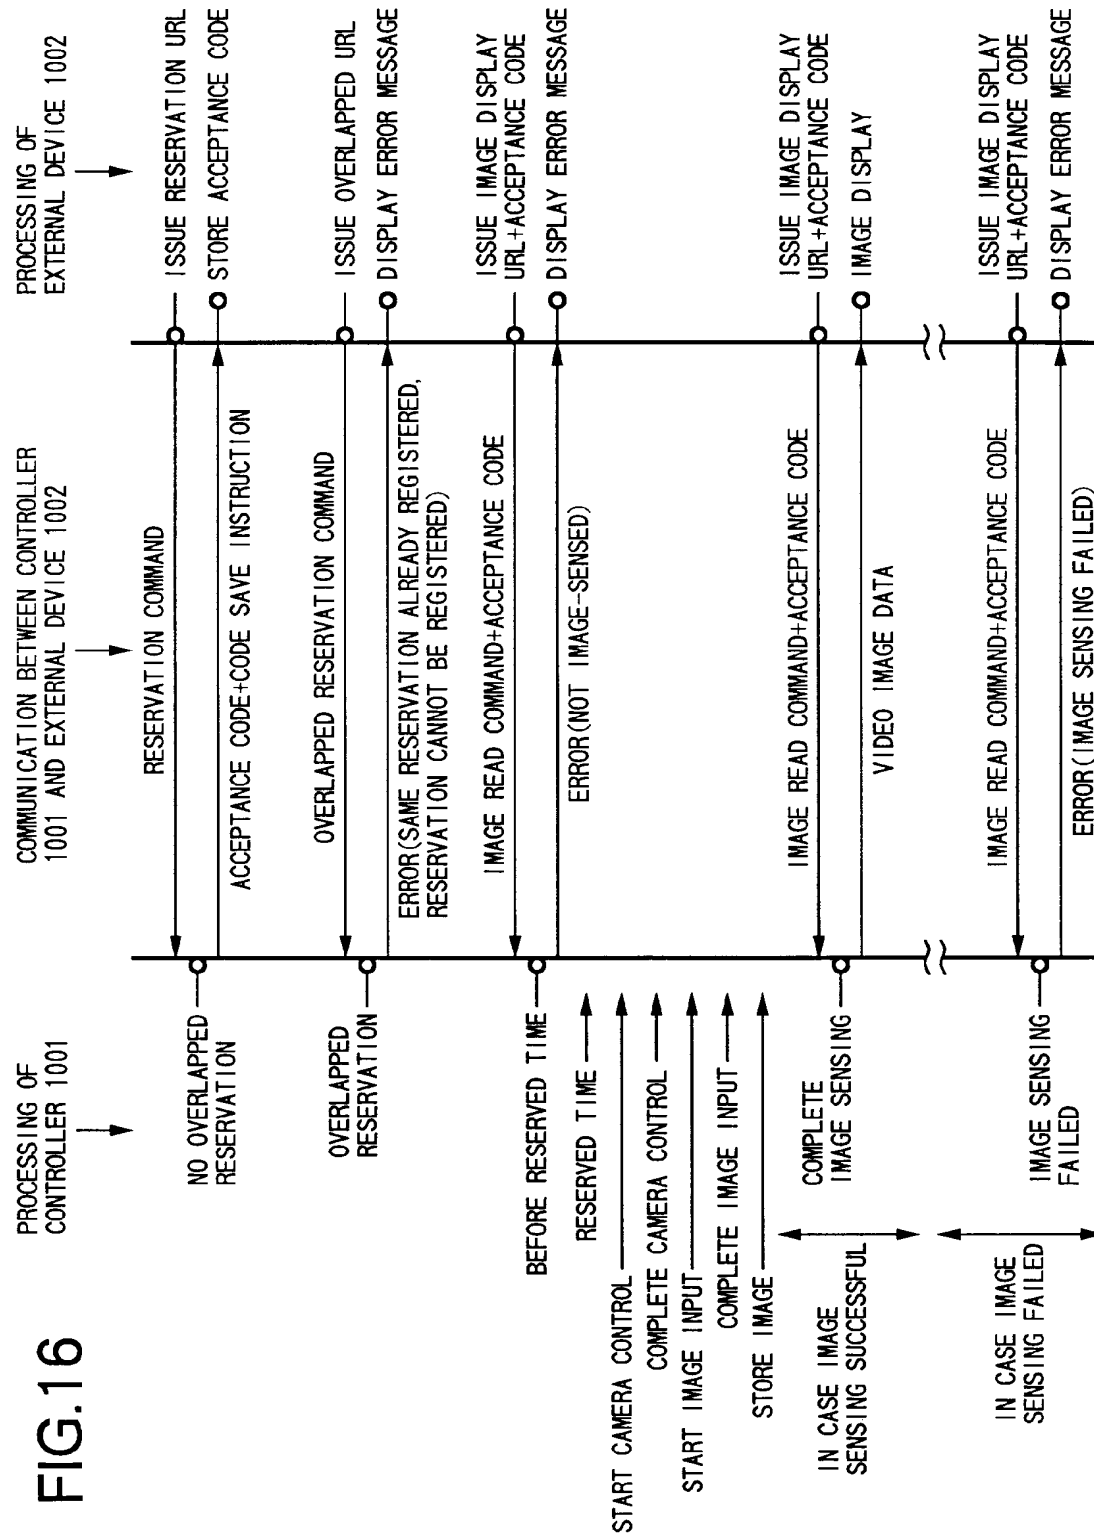 FIG.16
PROCESSING OF
CONTROLLER 1001
COMMUNICATION BETWEEN CONTROLLER
1001 AND EXTERNAL DEVICE 1002
PROCESSING OF
EXTERNAL DEVICE 1002
NO OVERLAPPED
RESERVATION
RESERVATION COMMAND
ISSUE RESERVATION URL
ACCEPTANCE CODE+CODE SAVE INSTRUCTION
STORE ACCEPTANCE CODE
OVERLAPPED
RESERVATION
OVERLAPPED RESERVATION COMMAND
ISSUE OVERLAPPED URL
ERROR(SAME RESERVATION ALREADY REGISTERED,
RESERVATION CANNOT BE REGISTERED)
DISPLAY ERROR MESSAGE
BEFORE RESERVED TIME
IMAGE READ COMMAND+ACCEPTANCE CODE
ISSUE IMAGE DISPLAY
URL+ACCEPTANCE CODE
ERROR(NOT IMAGE-SENSED)
DISPLAY ERROR MESSAGE
RESERVED TIME
START CAMERA CONTROL
COMPLETE CAMERA CONTROL
START IMAGE INPUT
COMPLETE IMAGE INPUT
STORE IMAGE
IN CASE IMAGE
SENSING SUCCESSFUL
COMPLETE
IMAGE SENSING
IMAGE READ COMMAND+ACCEPTANCE CODE
ISSUE IMAGE DISPLAY
URL+ACCEPTANCE CODE
VIDEO IMAGE DATA
IMAGE DISPLAY
IN CASE IMAGE
SENSING FAILED
IMAGE SENSING
FAILED
IMAGE READ COMMAND+ACCEPTANCE CODE
ISSUE IMAGE DISPLAY
URL+ACCEPTANCE CODE
ERROR(IMAGE SENSING FAILED)
DISPLAY ERROR MESSAGE